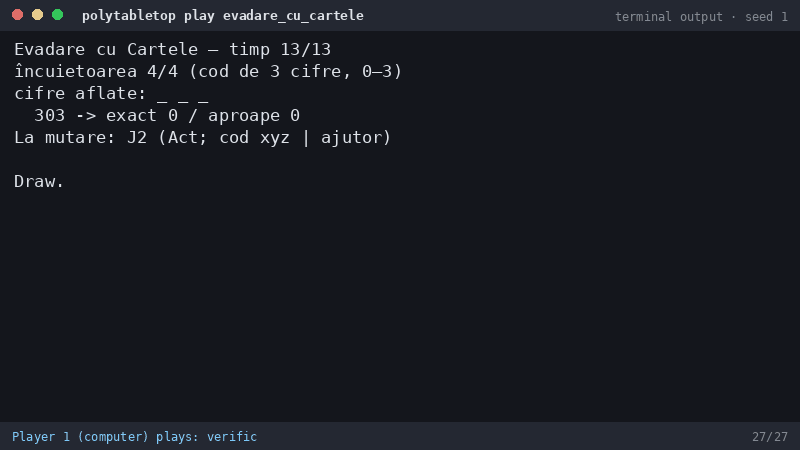 polytabletop play evadare_cu_cartele
terminal output · seed 1
Evadare cu Cartele — timp 13/13
încuietoarea 4/4 (cod de 3 cifre, 0–3)
cifre aflate: _ _ _
303 -> exact 0 / aproape 0
La mutare: J2 (Act; cod xyz | ajutor)
Draw.
Player 1 (computer) plays: verific
27/27